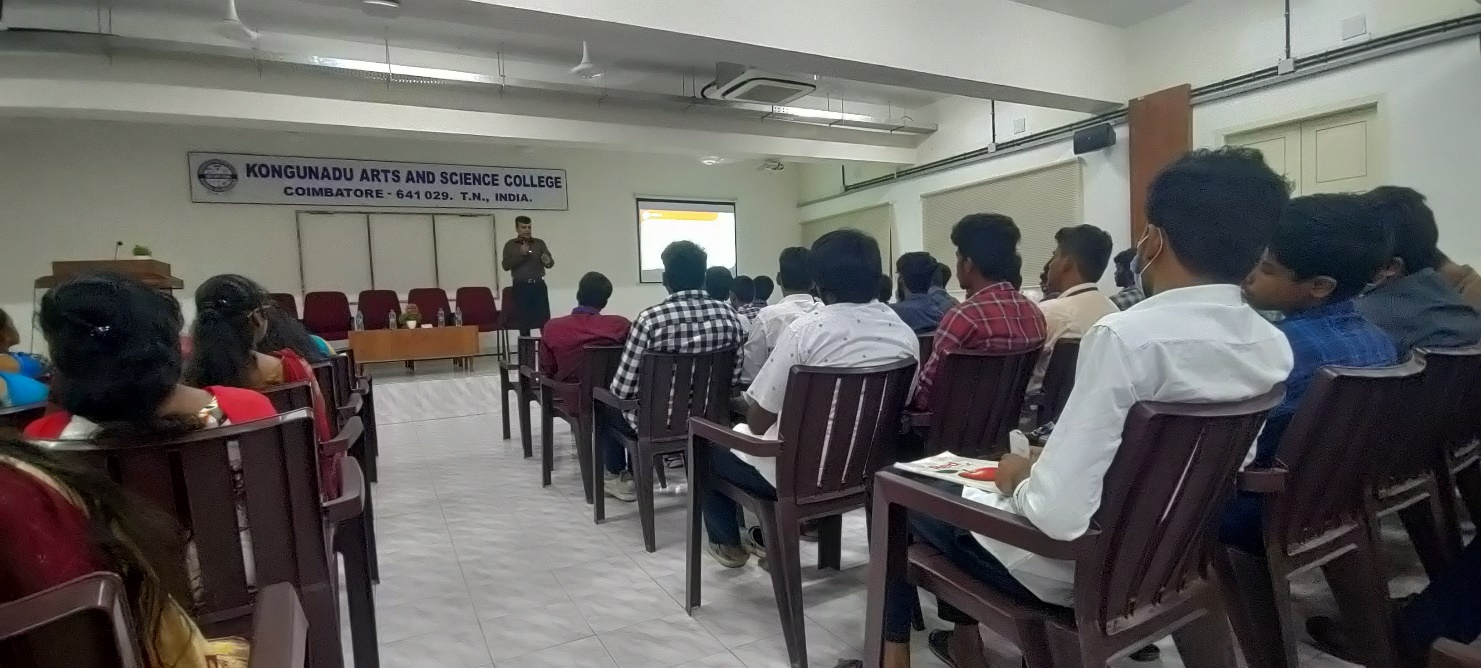 KONGUNADU ARTS AND SCIENCE COLLEGE
COIMBATORE - 641 029. T.N., INDIA.